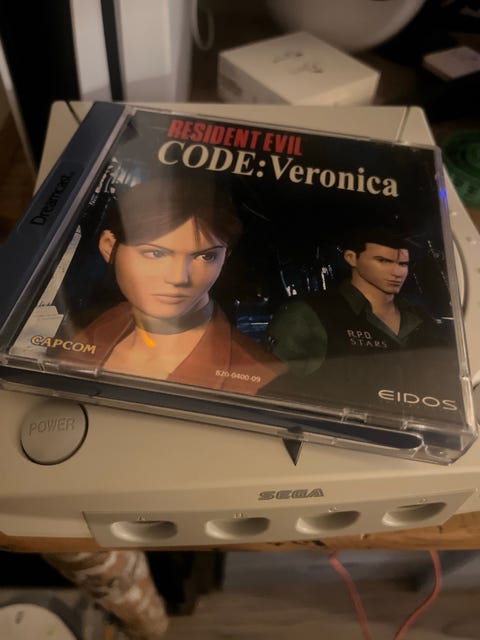 RESIDENT EVIL
CODE:Veronica
Dreamcast
R.P.D
STARS
CAPCOM
820-0400-09
EIDOS
POWER
SEGA